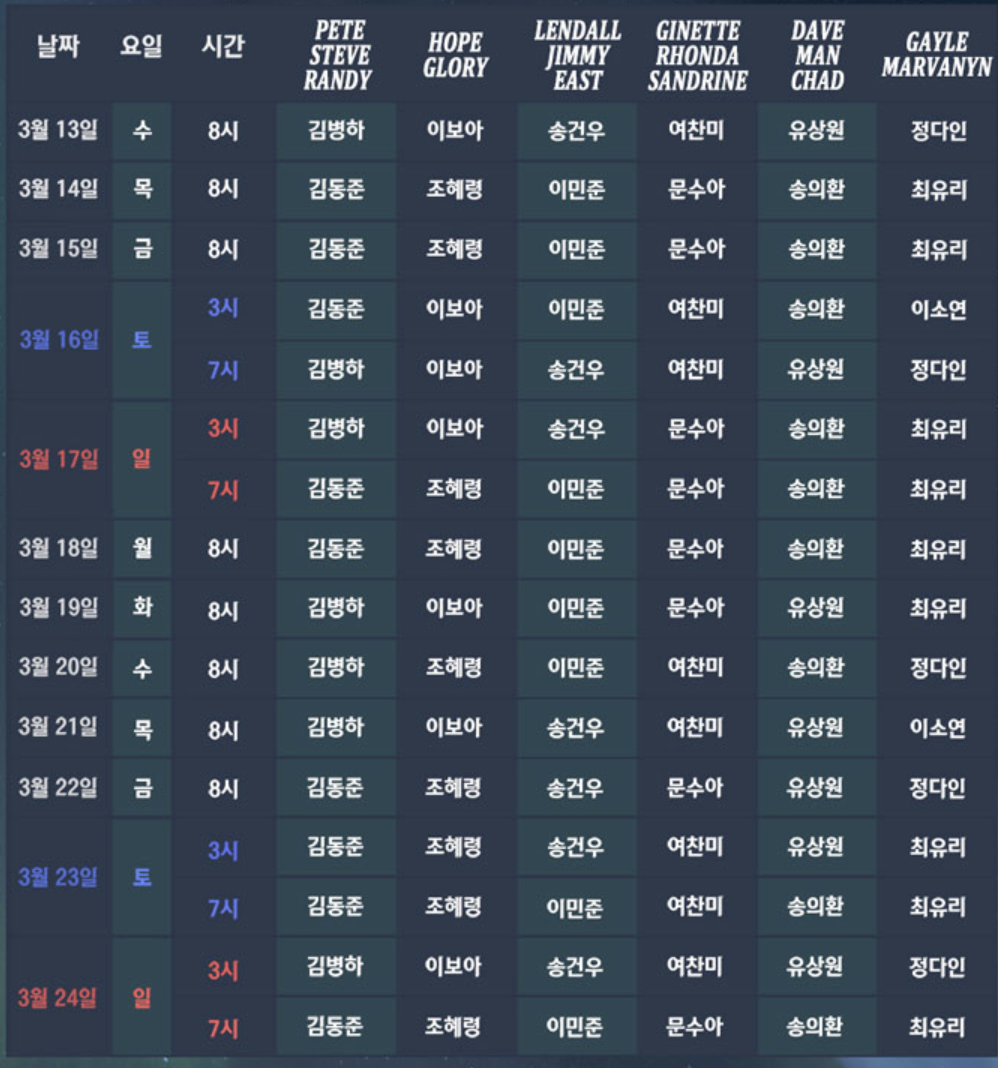 날짜 요일 시간 PETE STEVE RANDY HOPE GLORY LENDALL JIMMY EAST GINETTE RHONDA SANDRINE DAVE MAN CHAD GAYLE MARVANYN
3월 13일 수 8시 김병하 이보아 송건우 여찬미 유상원 정다인
3월 14일 목 8시 김동준 조혜령 이민준 문수아 송의환 최유리
3월 15일 금 8시 김동준 조혜령 이민준 문수아 송의환 최유리
3월 16일 토 3시 김동준 이보아 이민준 여찬미 송의환 이소연
7시 김병하 이보아 송건우 여찬미 유상원 정다인
3월 17일 일 3시 김병하 이보아 송건우 문수아 송의환 최유리
7시 김동준 조혜령 이민준 문수아 송의환 최유리
3월 18일 월 8시 김동준 조혜령 이민준 문수아 송의환 최유리
3월 19일 화 8시 김병하 이보아 이민준 문수아 유상원 최유리
3월 20일 수 8시 김병하 조혜령 이민준 여찬미 송의환 정다인
3월 21일 목 8시 김병하 이보아 송건우 여찬미 유상원 이소연
3월 22일 금 8시 김동준 조혜령 송건우 문수아 유상원 정다인
3월 23일 토 3시 김동준 조혜령 송건우 여찬미 유상원 최유리
7시 김동준 조혜령 이민준 여찬미 송의환 최유리
3월 24일 일 3시 김병하 이보아 송건우 여찬미 유상원 정다인
7시 김동준 조혜령 이민준 문수아 송의환 최유리